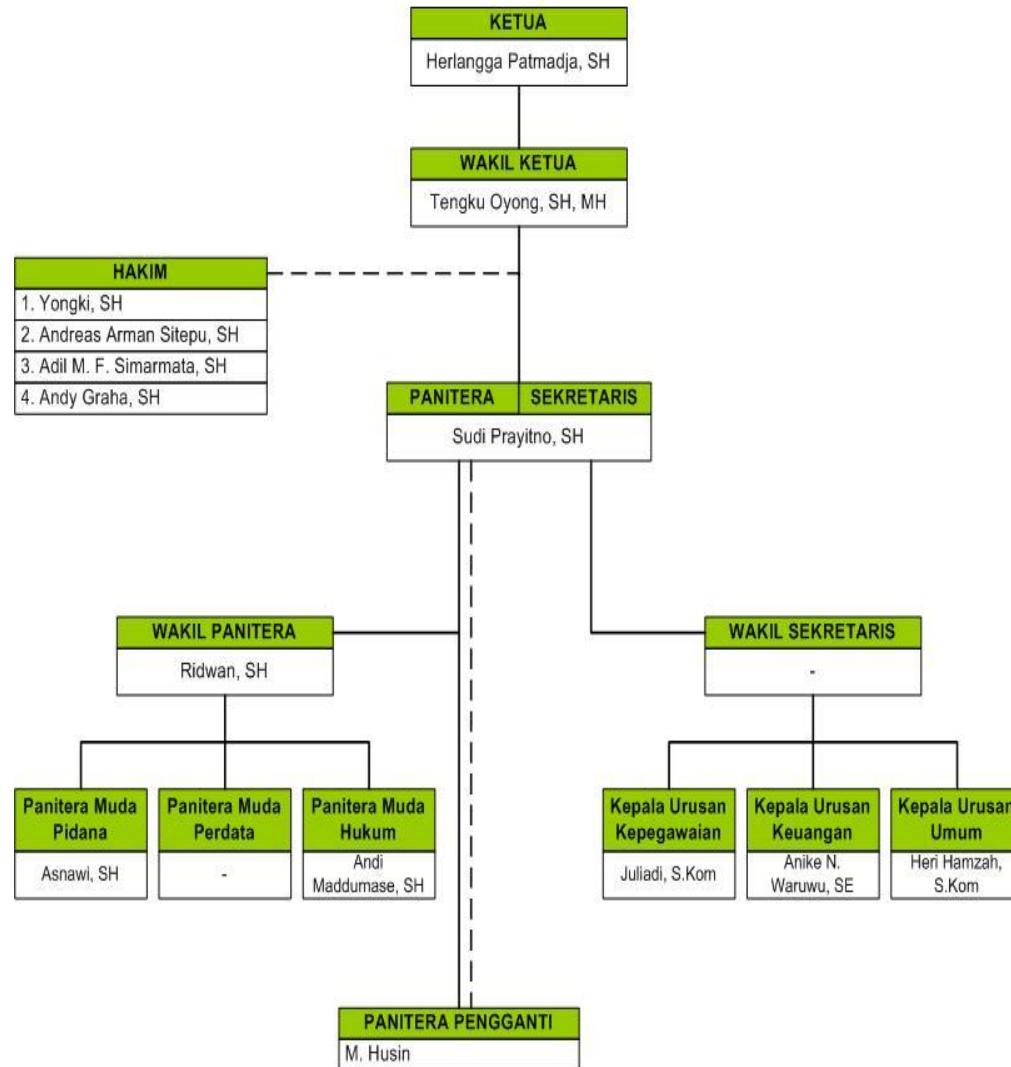 KETUA
Herlangga Patmadja, SH
WAKIL KETUA
Tengku Oyong, SH, MH
HAKIM
1. Yongki, SH
2. Andreas Arman Sitepu, SH
3. Adil M. F. Simarmata, SH
4. Andy Graha, SH
PANITERA SEKRETARIS
Sudi Prayitno, SH
WAKIL PANITERA
Ridwan, SH
WAKIL SEKRETARIS
-
Panitera Muda
Pidana
Asnawi, SH
Panitera Muda
Perdata
-
Panitera Muda
Hukum
Andi
Maddumase, SH
Kepala Urusan
Kepegawaian
Juliadi, S.Kom
Kepala Urusan
Keuangan
Anike N.
Waruwu, SE
Kepala Urusan
Umum
Heri Hamzah,
S.Kom
PANITERA PENGGANTI
M. Husin